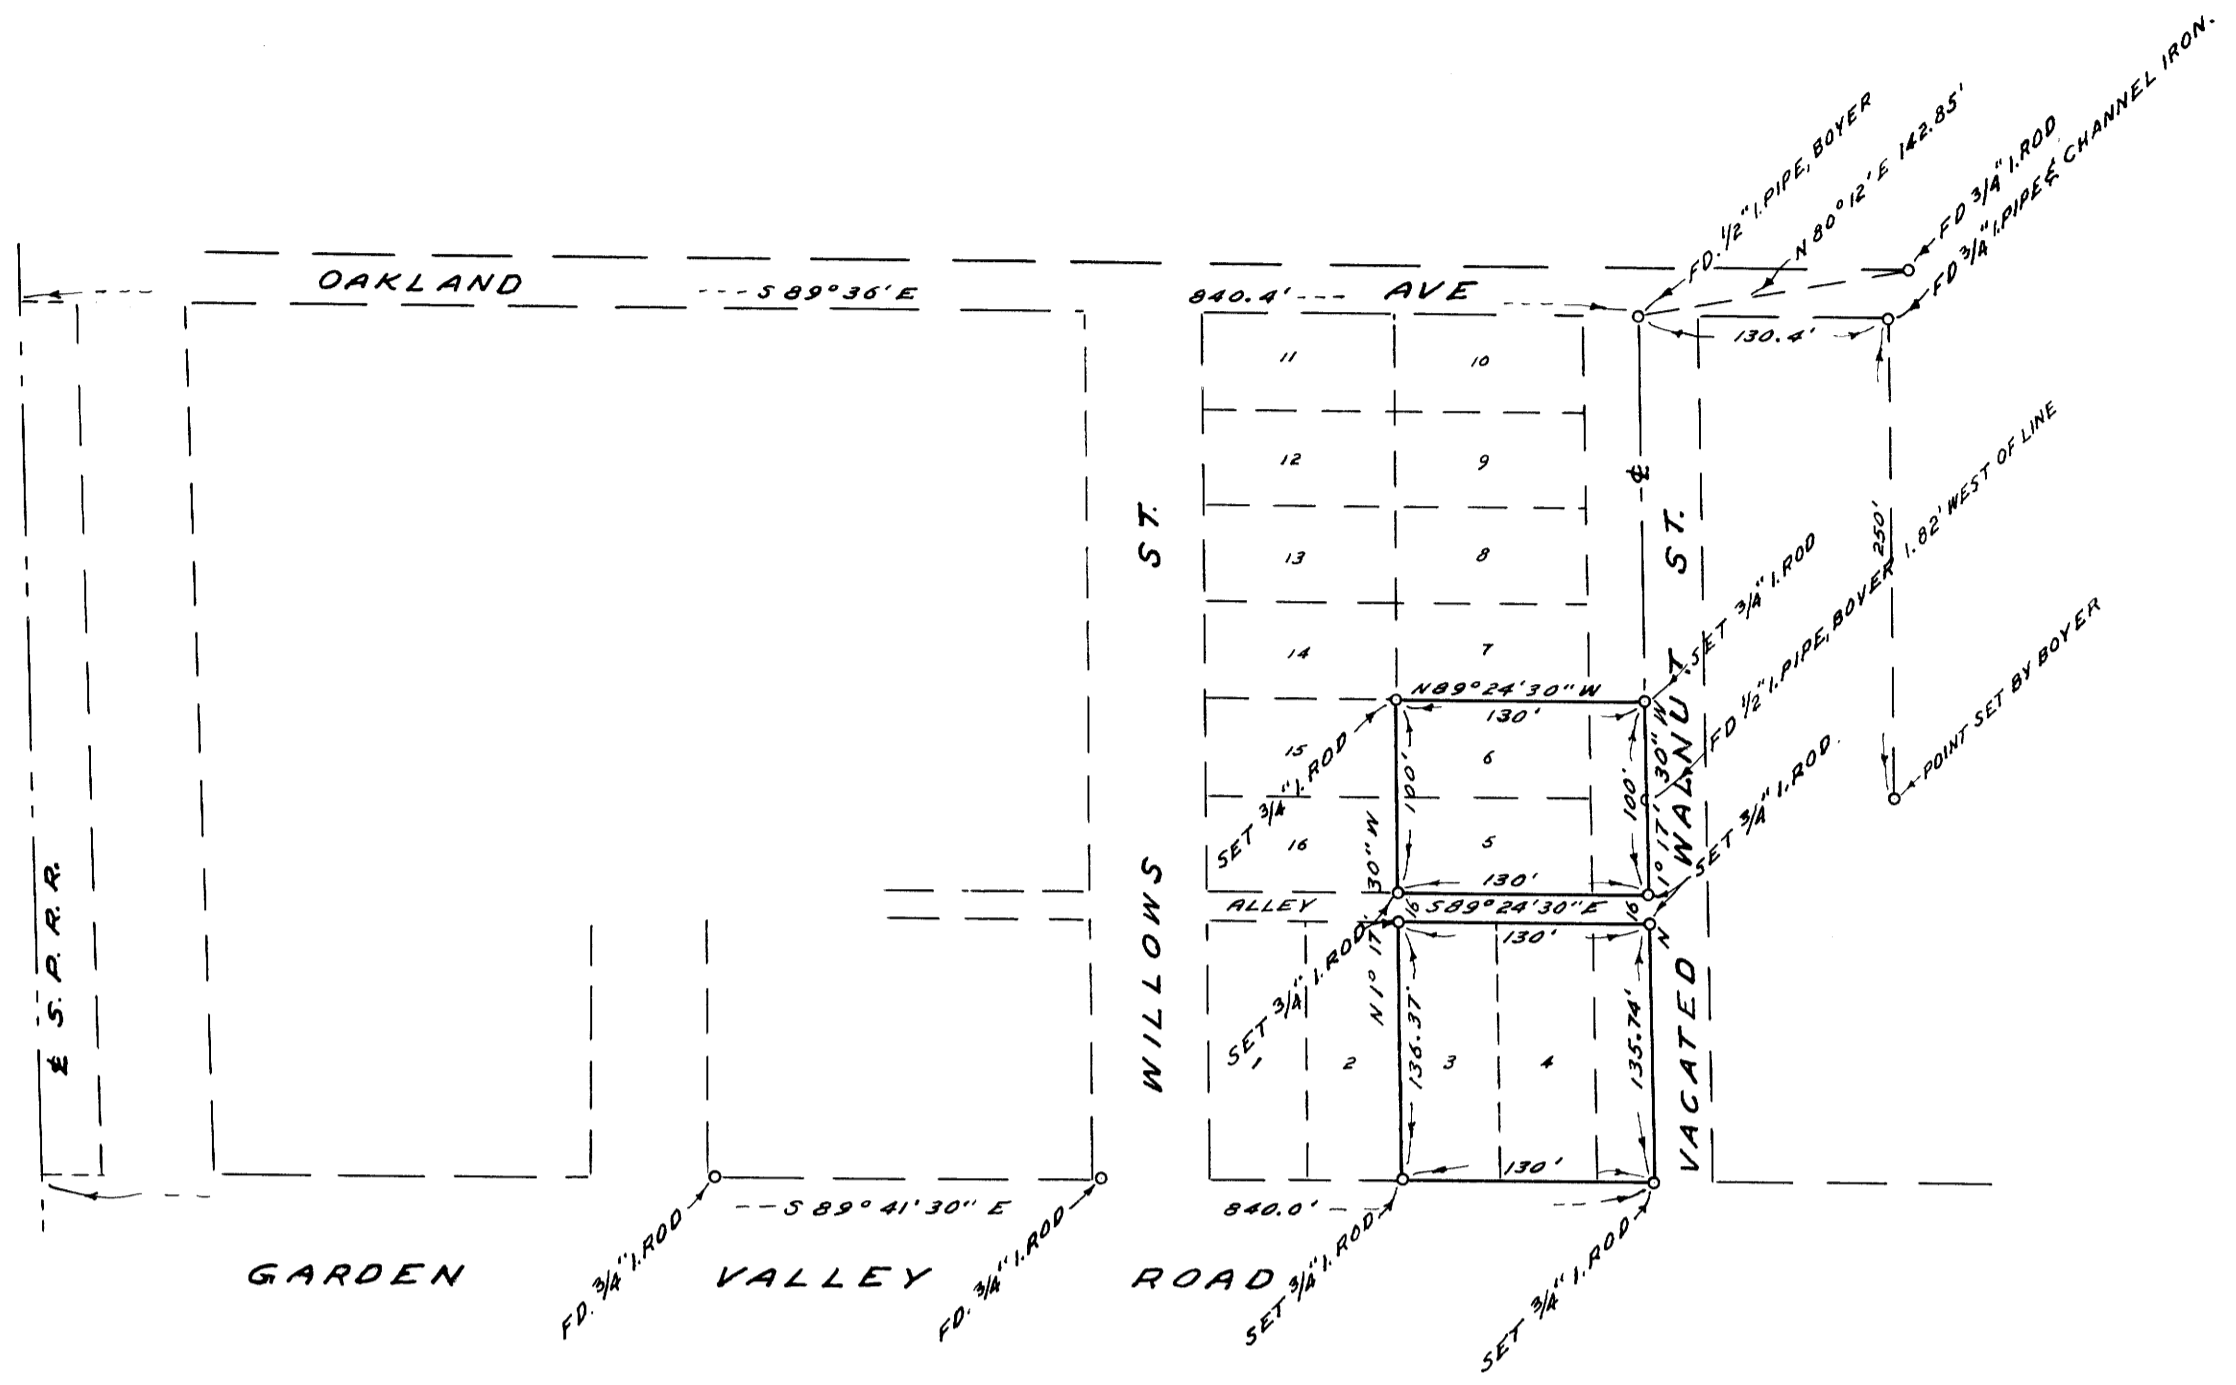 FD. 1/2" I. PIPE, BOYER
N 80° 12' E 142.85'
FD 3/4" I. ROD
FD 3/4" I. PIPE & CHANNEL IRON.
OAKLAND AVE
S 89° 36' E 840.4'
130.4'
11
10
12
9
13
8
14
7
15
6
16
5
℄
250'
WILLOWS ST.
VACATED WALNUT ST.
SET 3/4" I. ROD
FD 1/2" I. PIPE, BOYER 1.82' WEST OF LINE
SET 3/4" I. ROD.
POINT SET BY BOYER
N 89° 24' 30" W
130'
SET 3/4" I. ROD
100'
100'
N 1° 17' 30" W
130'
ALLEY
16
S 89° 24' 30" E
16
130'
SET 3/4" I. ROD.
N 1° 17' 30" W
1
2
3
4
136.37'
135.74'
130'
℄ S. P. R. R.
S 89° 41' 30" E 840.0'
GARDEN VALLEY ROAD
FD. 3/4" I. ROD
FD. 3/4" I. ROD
SET 3/4" I. ROD
SET 3/4" I. ROD